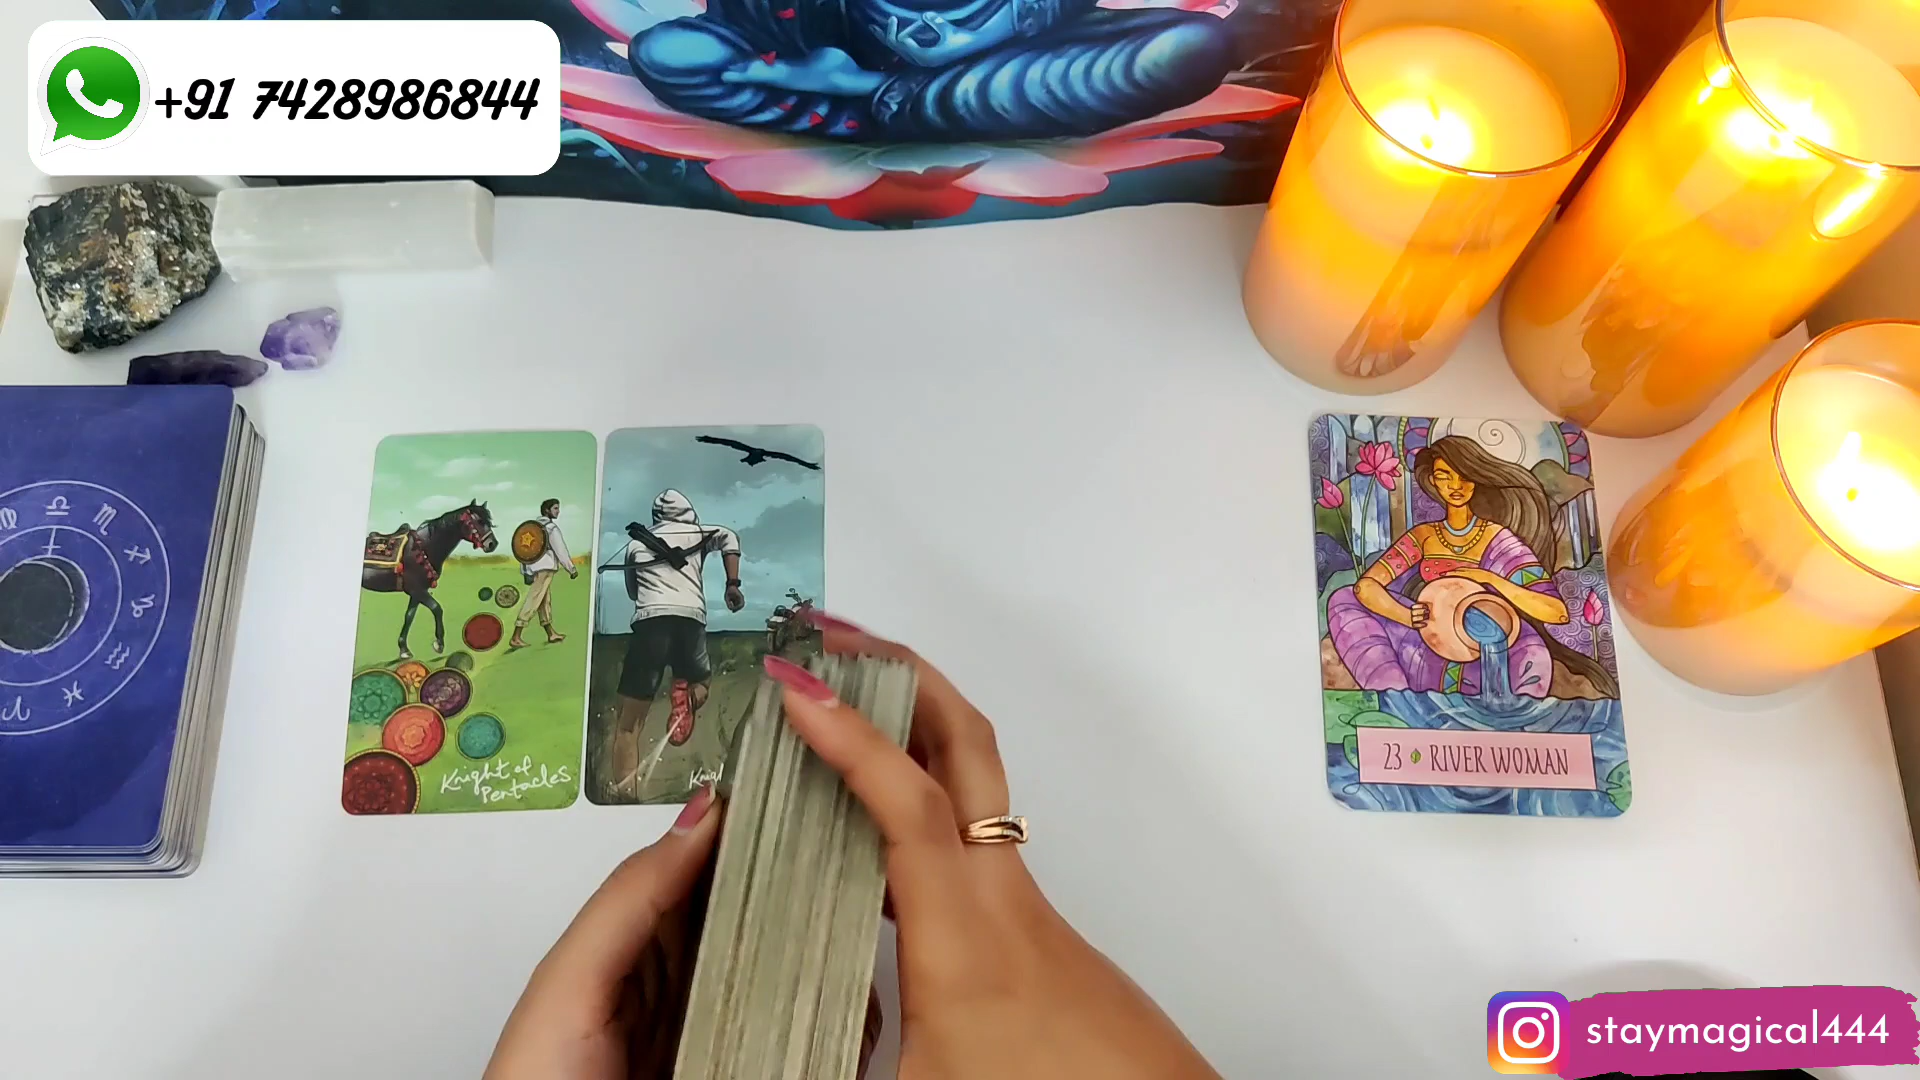 +91 7428986844
Knight of
Pentacles
23 RIVER WOMAN
staymagical444